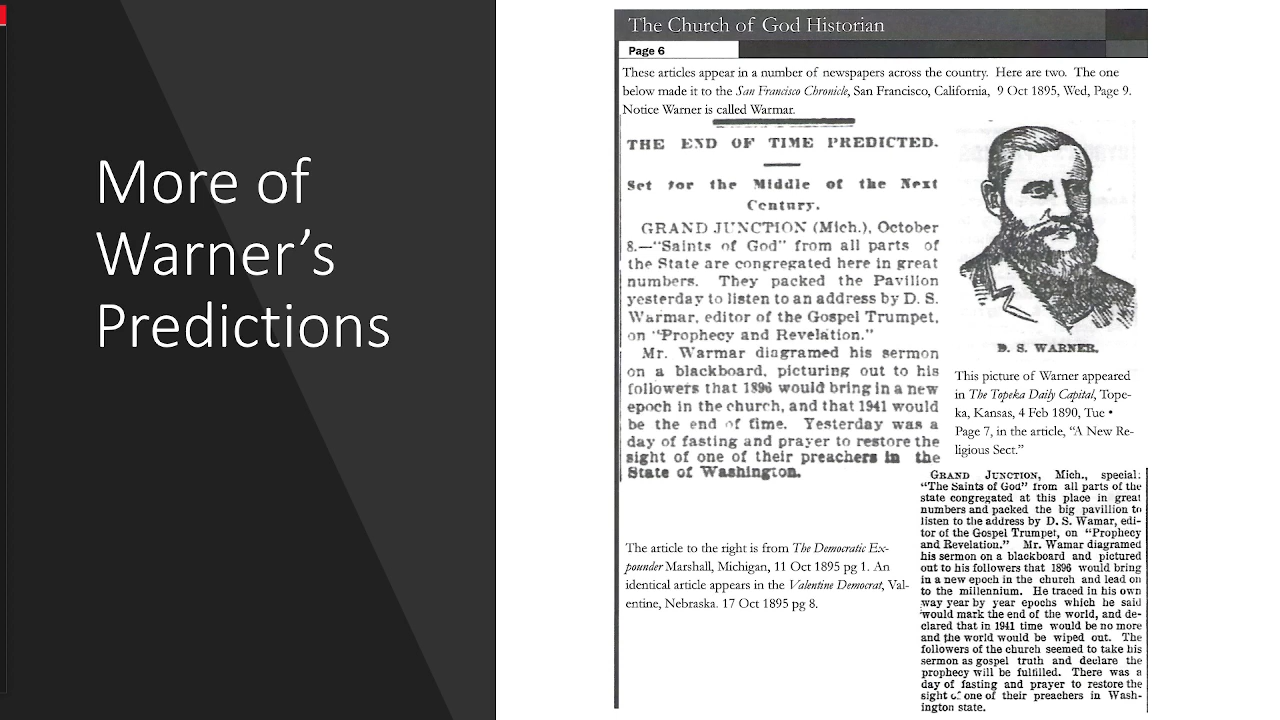 More of
Warner's
Predictions
The Church of God Historian
Page 6
These articles appear in a number of newspapers across the country. Here are two. The one
below made it to the San Francisco Chronicle, San Francisco, California, 9 Oct 1895, Wed, Page 9.
Notice Warner is called Warmar.
THE END OF TIME PREDICTED.
Set for the Middle of the Next
Century.
GRAND JUNCTION (Mich.), October
8.—"Saints of God" from all parts of
the State are congregated here in great
numbers. They packed the Pavilion
yesterday to listen to an address by D. S.
Warmar, editor of the Gospel Trumpet,
on "Prophecy and Revelation."
Mr. Warmar diagramed his sermon
on a blackboard, picturing out to his
followers that 1896 would bring in a new
epoch in the church, and that 1941 would
be the end of time. Yesterday was a
day of fasting and prayer to restore the
sight of one of their preachers in the
State of Washington.
D. S. WARNER.
This picture of Warner appeared
in The Topeka Daily Capital, Tope-
ka, Kansas, 4 Feb 1890, Tue •
Page 7, in the article, "A New Re-
ligious Sect."
The article to the right is from The Democratic Ex-
pounder Marshall, Michigan, 11 Oct 1895 pg 1. An
identical article appears in the Valentine Democrat, Val-
entine, Nebraska. 17 Oct 1895 pg 8.
GRAND JUNCTION, Mich., special:
"The Saints of God" from all parts of the
state congregated at this place in great
numbers and packed the big pavillion to
listen to the address by D. S. Wamar, edi-
tor of the Gospel Trumpet, on "Prophecy
and Revelation." Mr. Wamar diagramed
his sermon on a blackboard and pictured
out to his followers that 1896 would bring
in a new epoch in the church and lead on
to the millennium. He traced in his own
way year by year epochs which he said
would mark the end of the world, and de-
clared that in 1941 time would be no more
and the world would be wiped out. The
followers of the church seemed to take his
sermon as gospel truth and declare the
prophecy will be fulfilled. There was a
day of fasting and prayer to restore the
sight of one of their preachers in Wash-
ington state.